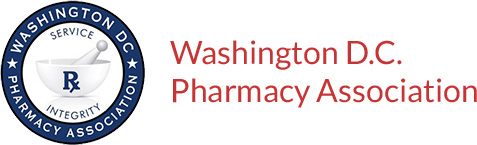 WASHINGTON DC
SERVICE
Rx
INTEGRITY
PHARMACY ASSOCIATION
Washington D.C.
Pharmacy Association